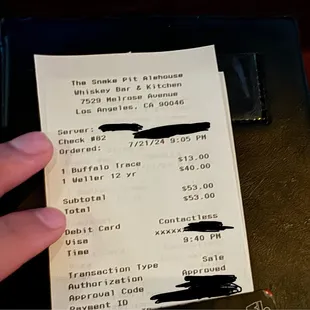 The Snake Pit Alehouse
Whiskey Bar & Kitchen
7529 Melrose Avenue
Los Angeles, CA 90046
Server:
Check #82
Ordered: 7/21/24 9:05 PM
1 Buffalo Trace $13.00
1 Weller 12 yr $40.00
Subtotal $53.00
Total $53.00
Debit Card Contactless
Visa xxxxx
Time 9:40 PM
Transaction Type Sale
Authorization Approved
Approval Code
Payment ID